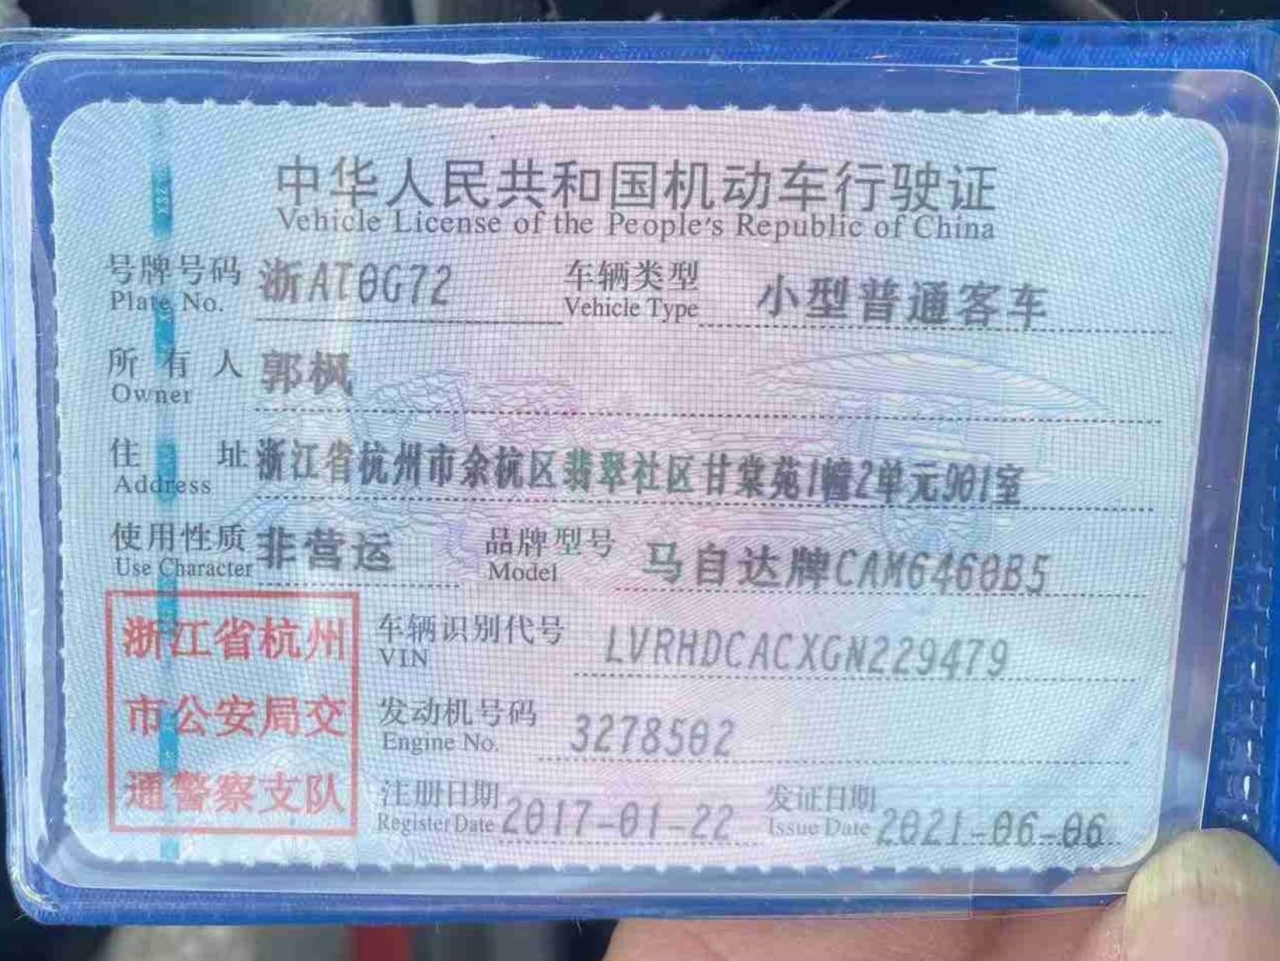 中华人民共和国机动车行驶证
Vehicle License of the People's Republic of China
号牌号码 浙AT0G72 车辆类型 小型普通客车
Plate No. Vehicle Type
所有人 郭枫
Owner
住址 浙江省杭州市余杭区翡翠社区甘棠苑1幢2单元901室
Address
使用性质 非营运 品牌型号 马自达牌CAM6460B5
Use Character Model
浙江省杭州
市公安局交
通警察支队
车辆识别代号 LVRHDCACXGN229479
VIN
发动机号码 3278502
Engine No.
注册日期 2017-01-22 发证日期 2021-06-06
Register Date Issue Date